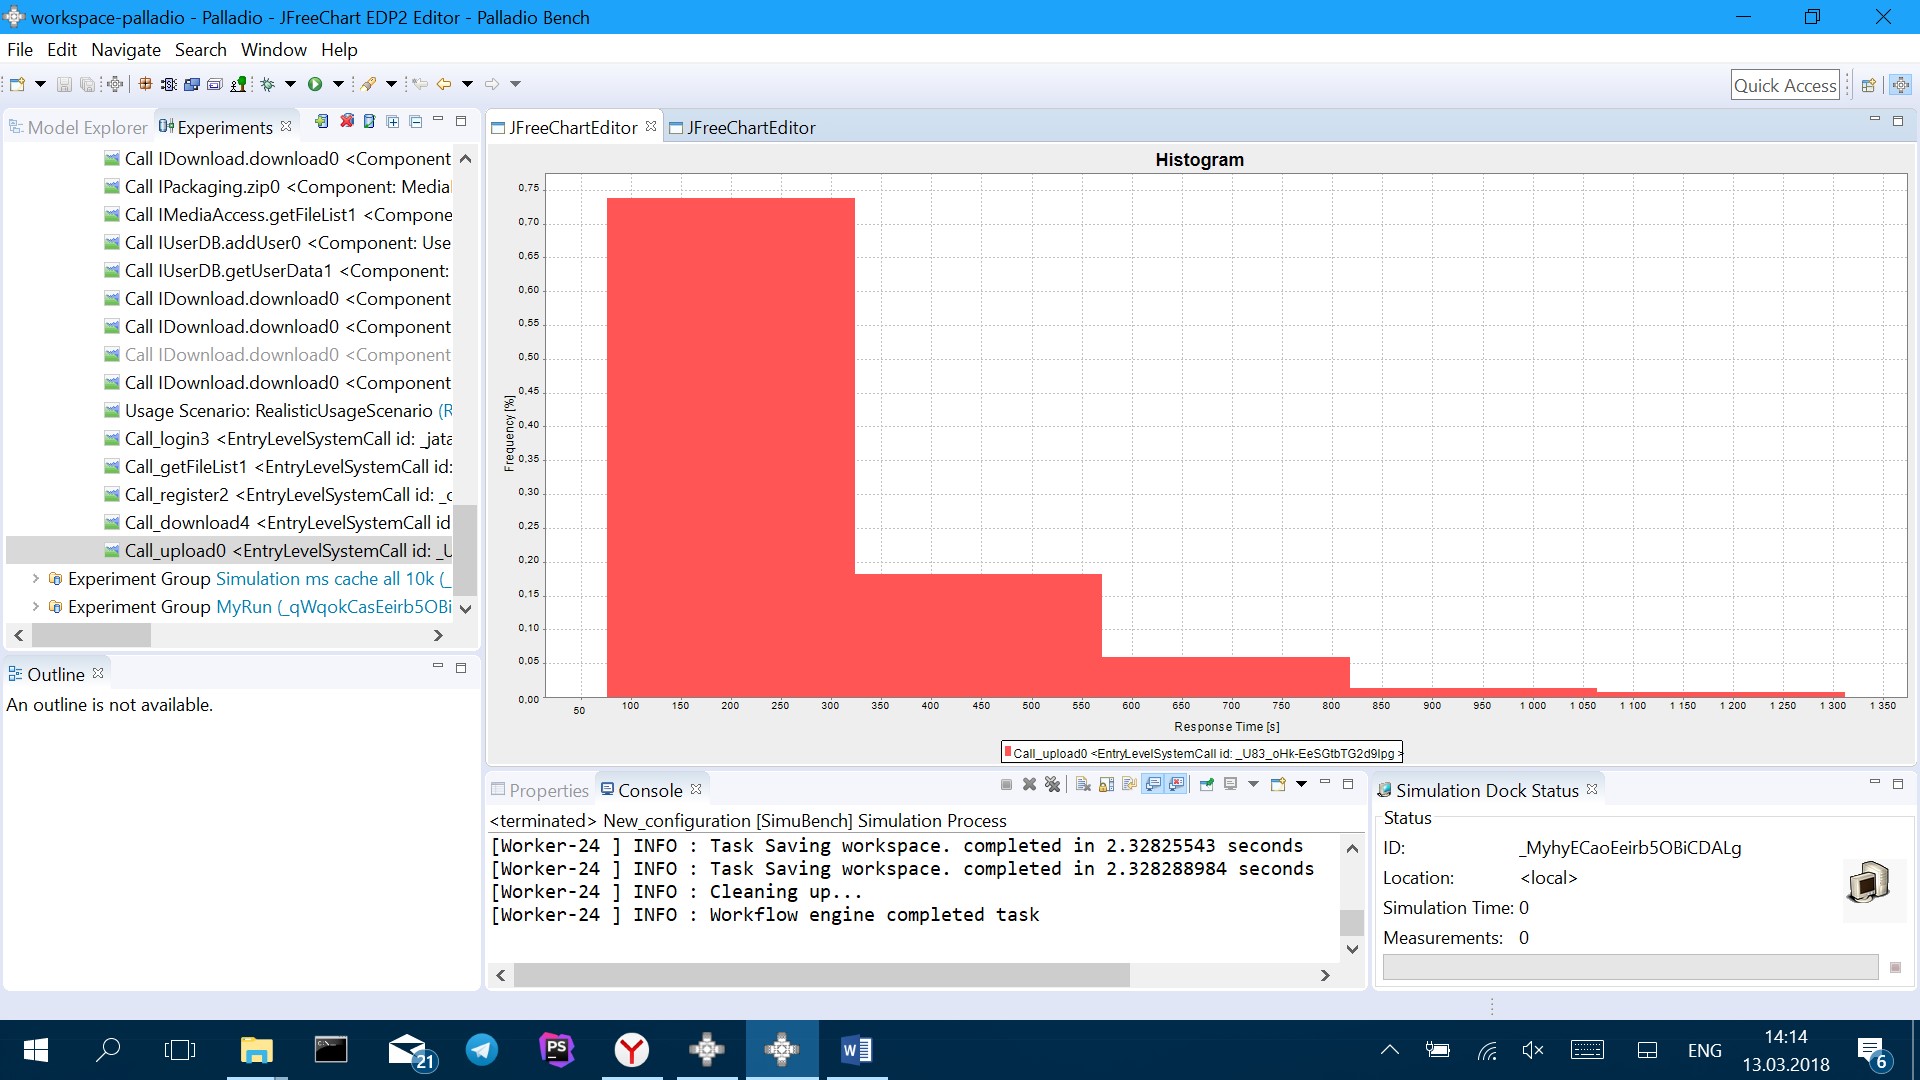 workspace-palladio - Palladio - JFreeChart EDP2 Editor - Palladio Bench
File Edit Navigate Search Window Help
Quick Access
Model Explorer Experiments
Call IDownload.download0 <Component
Call IPackaging.zip0 <Component: Media
Call IMediaAccess.getFileList1 <Compone
Call IUserDB.addUser0 <Component: Use
Call IUserDB.getUserData1 <Component:
Call IDownload.download0 <Component
Call IDownload.download0 <Component
Call IDownload.download0 <Component
Call IDownload.download0 <Component
Usage Scenario: RealisticUsageScenario (R
Call_login3 <EntryLevelSystemCall id: _jata
Call_getFileList1 <EntryLevelSystemCall id:
Call_register2 <EntryLevelSystemCall id: _c
Call_download4 <EntryLevelSystemCall id
Call_upload0 <EntryLevelSystemCall id: _U
Experiment Group Simulation ms cache all 10k (_
Experiment Group MyRun (_qWqokCasEeirb5OBi
Outline
An outline is not available.
JFreeChartEditor JFreeChartEditor
Histogram
0,75
0,70
0,65
0,60
0,55
0,50
0,45
0,40
0,35
0,30
0,25
0,20
0,15
0,10
0,05
0,00
Frequency [%]
50 100 150 200 250 300 350 400 450 500 550 600 650 700 750 800 850 900 950 1 000 1 050 1 100 1 150 1 200 1 250 1 300 1 350
Response Time [s]
Call_upload0 <EntryLevelSystemCall id: _U83_oHk-EeSGtbTG2d9Ipg >
Properties Console
<terminated> New_configuration [SimuBench] Simulation Process
[Worker-24 ] INFO : Task Saving workspace. completed in 2.32825543 seconds
[Worker-24 ] INFO : Task Saving workspace. completed in 2.328288984 seconds
[Worker-24 ] INFO : Cleaning up...
[Worker-24 ] INFO : Workflow engine completed task
Simulation Dock Status
Status
ID: _MyhyECaoEeirb5OBiCDALg
Location: <local>
Simulation Time: 0
Measurements: 0
21
PS
ENG
14:14
13.03.2018
6